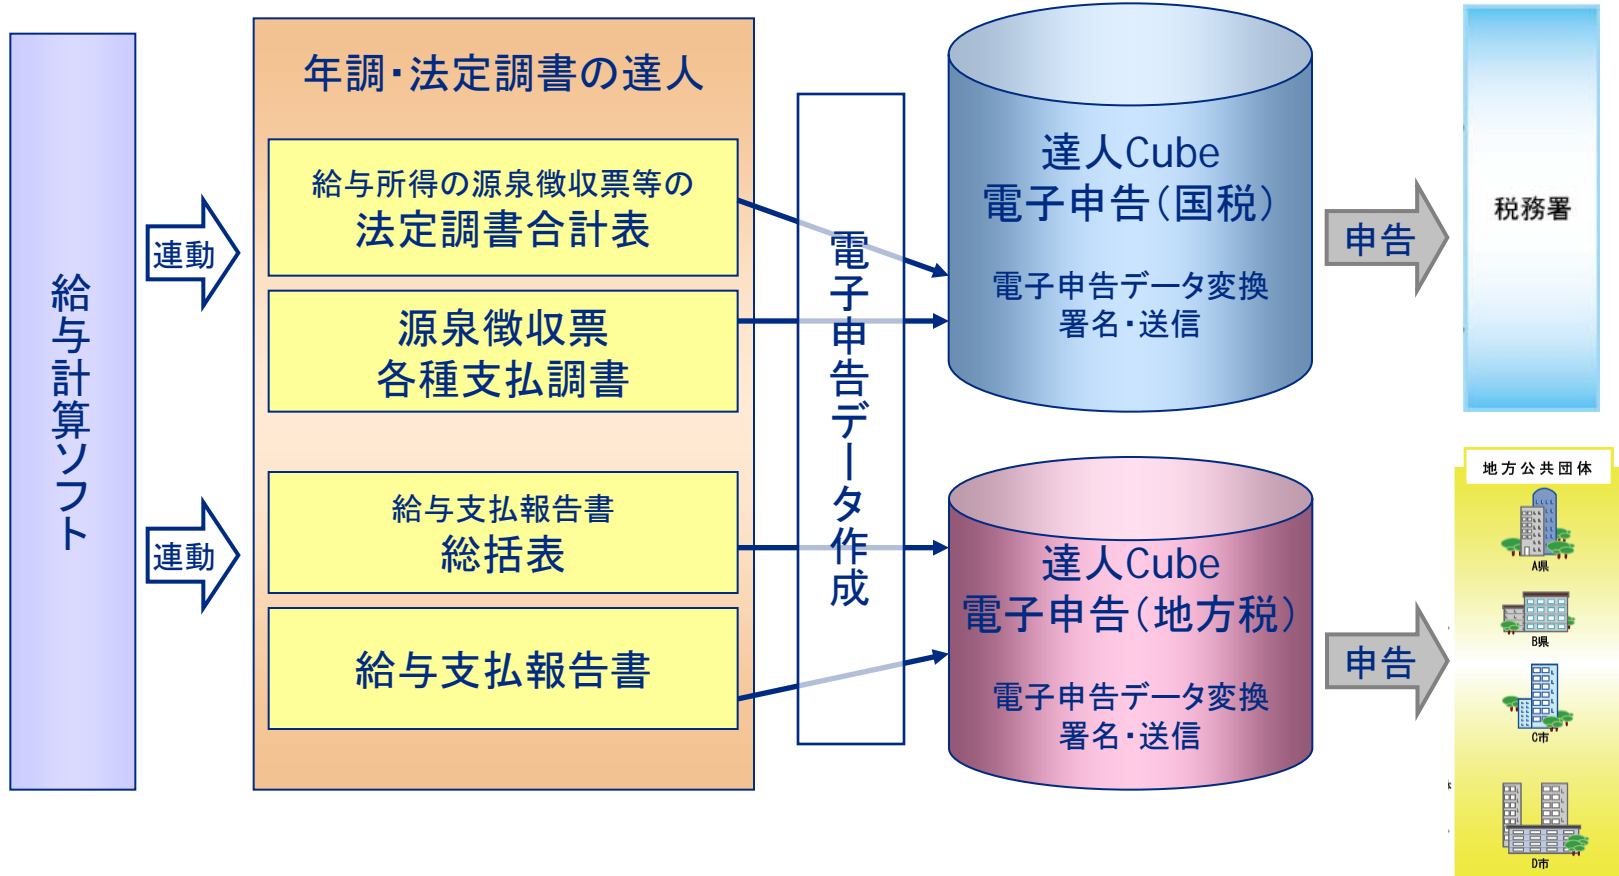 給与計算ソフト
連動
連動
年調・法定調書の達人
給与所得の源泉徴収票等の
法定調書合計表
源泉徴収票
各種支払調書
給与支払報告書
総括表
給与支払報告書
電子申告データ作成
達人Cube
電子申告(国税)
電子申告データ変換
署名・送信
達人Cube
電子申告(地方税)
電子申告データ変換
署名・送信
申告
申告
税務署
地方公共団体
A県
B県
C市
D市